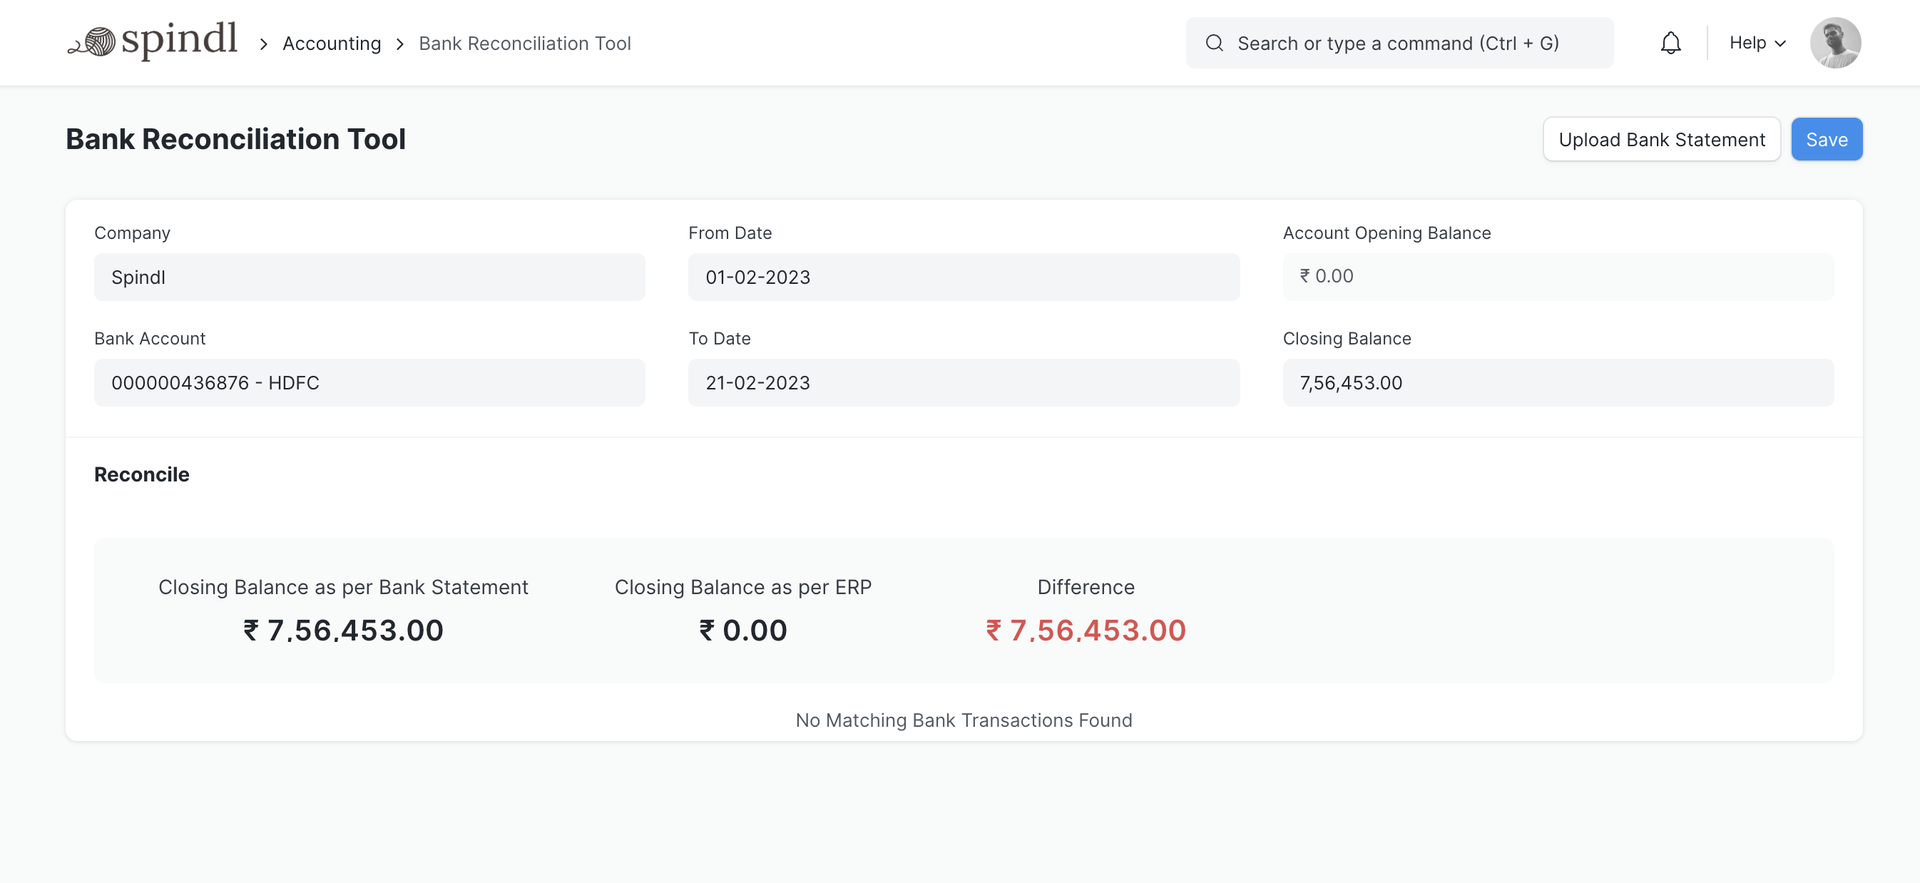 spindl > Accounting > Bank Reconciliation Tool Search or type a command (Ctrl + G) Help
Bank Reconciliation Tool Upload Bank Statement Save
Company From Date Account Opening Balance
Spindl 01-02-2023 ₹ 0.00
Bank Account To Date Closing Balance
000000436876 - HDFC 21-02-2023 7,56,453.00
Reconcile
Closing Balance as per Bank Statement Closing Balance as per ERP Difference
₹ 7,56,453.00 ₹ 0.00 ₹ 7,56,453.00
No Matching Bank Transactions Found